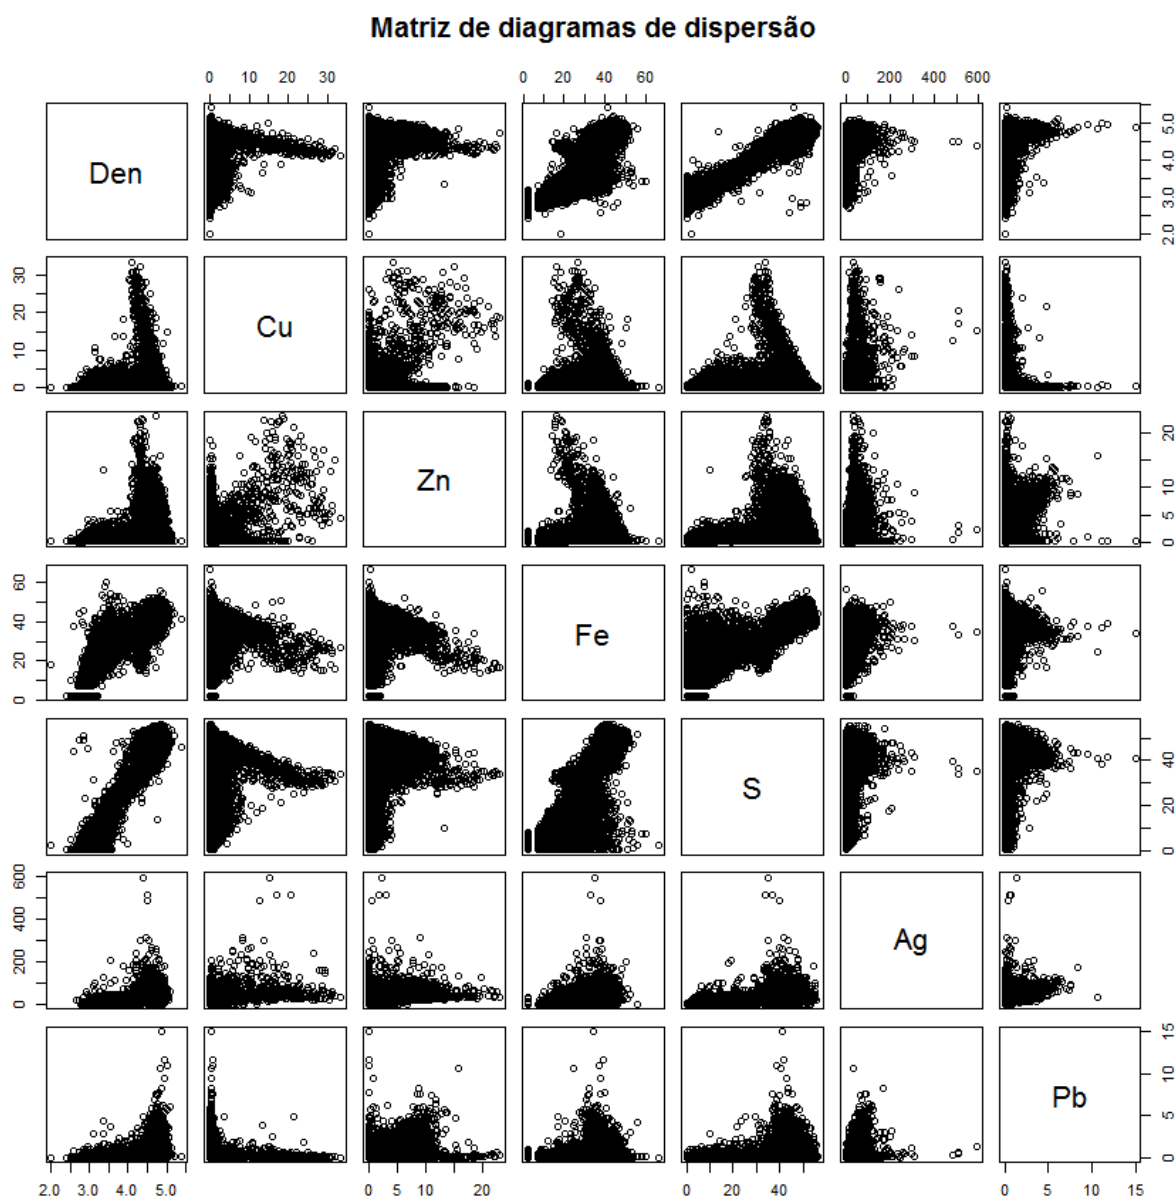 Matriz de diagramas de dispersão
0 10 20 30 0 20 40 60 0 200 400 600
Den
2.0 3.0 4.0 5.0
Cu
0 10 20 30
Zn
0 5 10 20
Fe
0 20 40 60
S
0 20 40
Ag
0 200 400 600
Pb
0 5 10 15
2.0 3.0 4.0 5.0 0 5 10 20 0 20 40 0 5 10 15